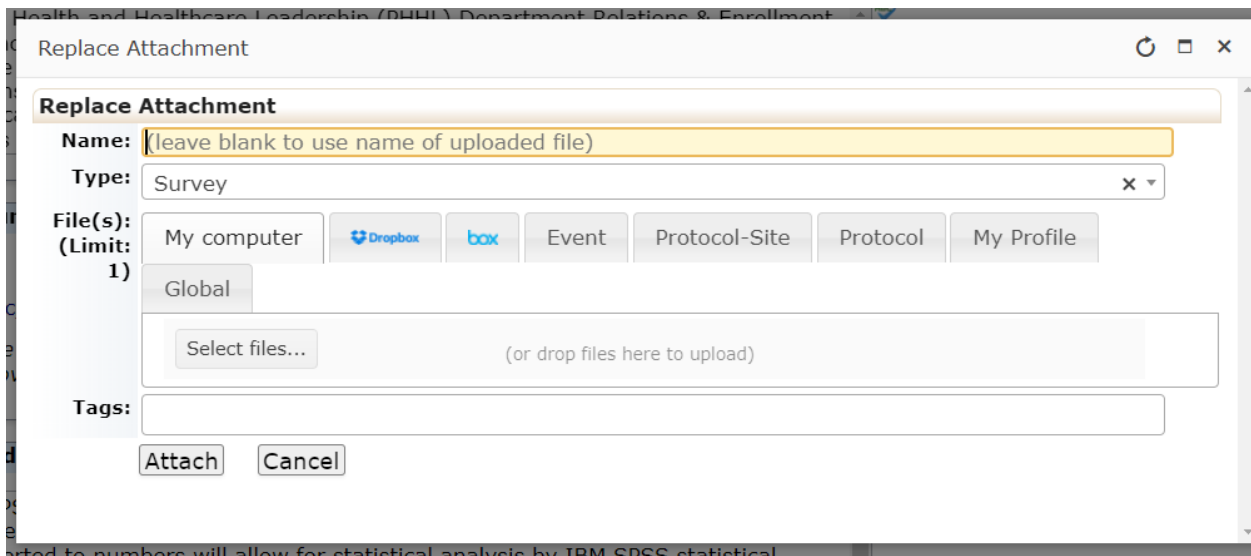 Health and Healthcare Leadership (PHHL) Department Relations & Enrollment
Replace Attachment
Replace Attachment
Name: (leave blank to use name of uploaded file)
Type: Survey
File(s): (Limit: 1)
My computer Dropbox box Event Protocol-Site Protocol My Profile
Global
Select files... (or drop files here to upload)
Tags:
Attach Cancel
to numbers will allow for statistical analysis by IBM SPSS statistical